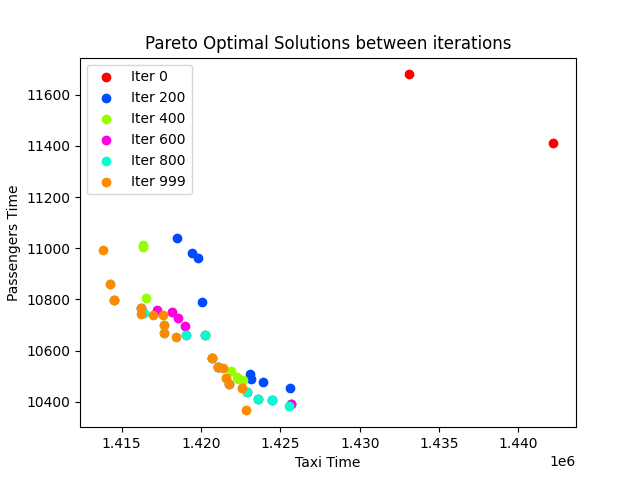 Pareto Optimal Solutions between iterations
Iter 0
Iter 200
Iter 400
Iter 600
Iter 800
Iter 999
Passengers Time
11600
11400
11200
11000
10800
10600
10400
1.415 1.420 1.425 1.430 1.435 1.440
1e6
Taxi Time